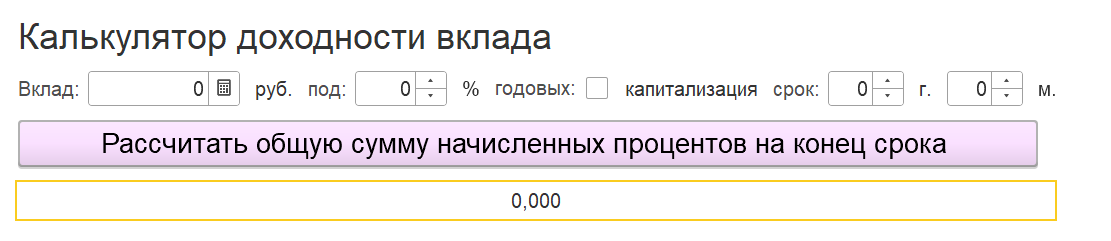 Калькулятор доходности вклада
Вклад: 0 руб. под: 0 % годовых: капитализация срок: 0 г. 0 м.
Рассчитать общую сумму начисленных процентов на конец срока
0,000